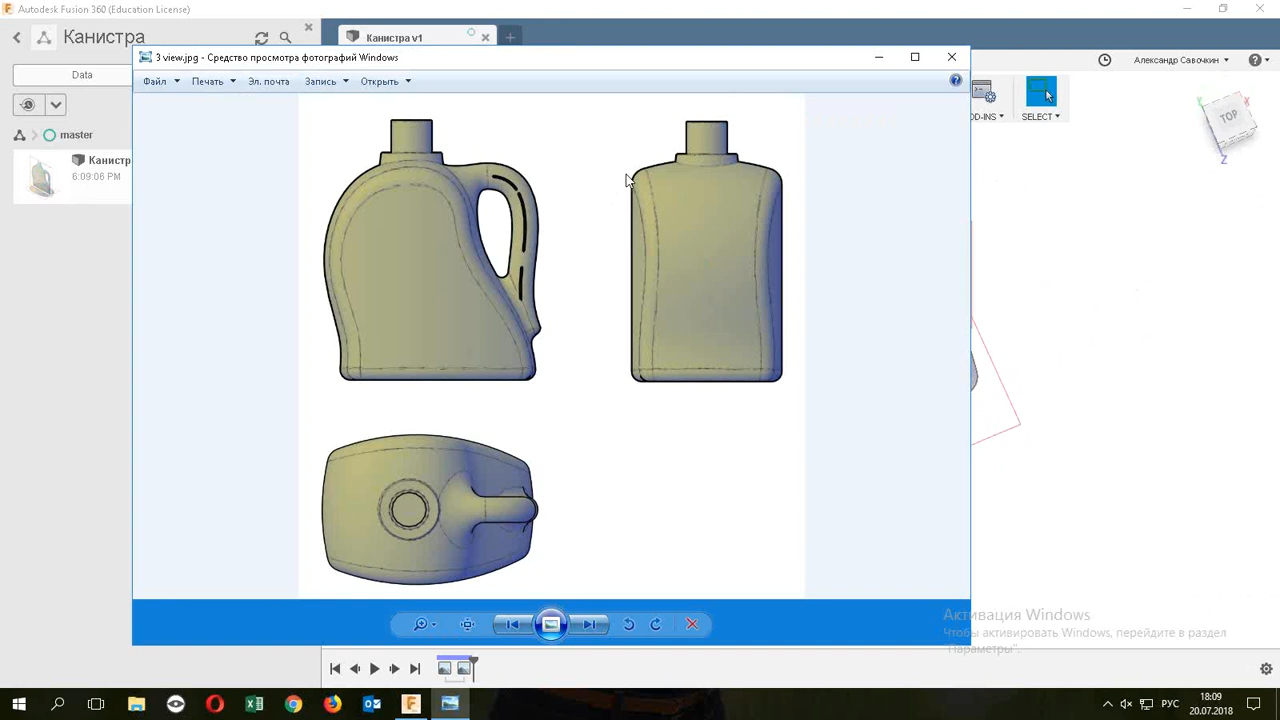 Autodesk Fusion 360 (Education License)
Канистра
Канистра v1
3 view.jpg - Средство просмотра фотографий Windows
Data
Файл Печать Эл. почта Запись Открыть
Александр Савочкин
DD-INS SELECT
TOP
Y X
Z
master
Канистр
6:09:06 PM
Активация Windows
Чтобы активировать Windows, перейдите в раздел
"Параметры".
РУС
18:09
20.07.2018